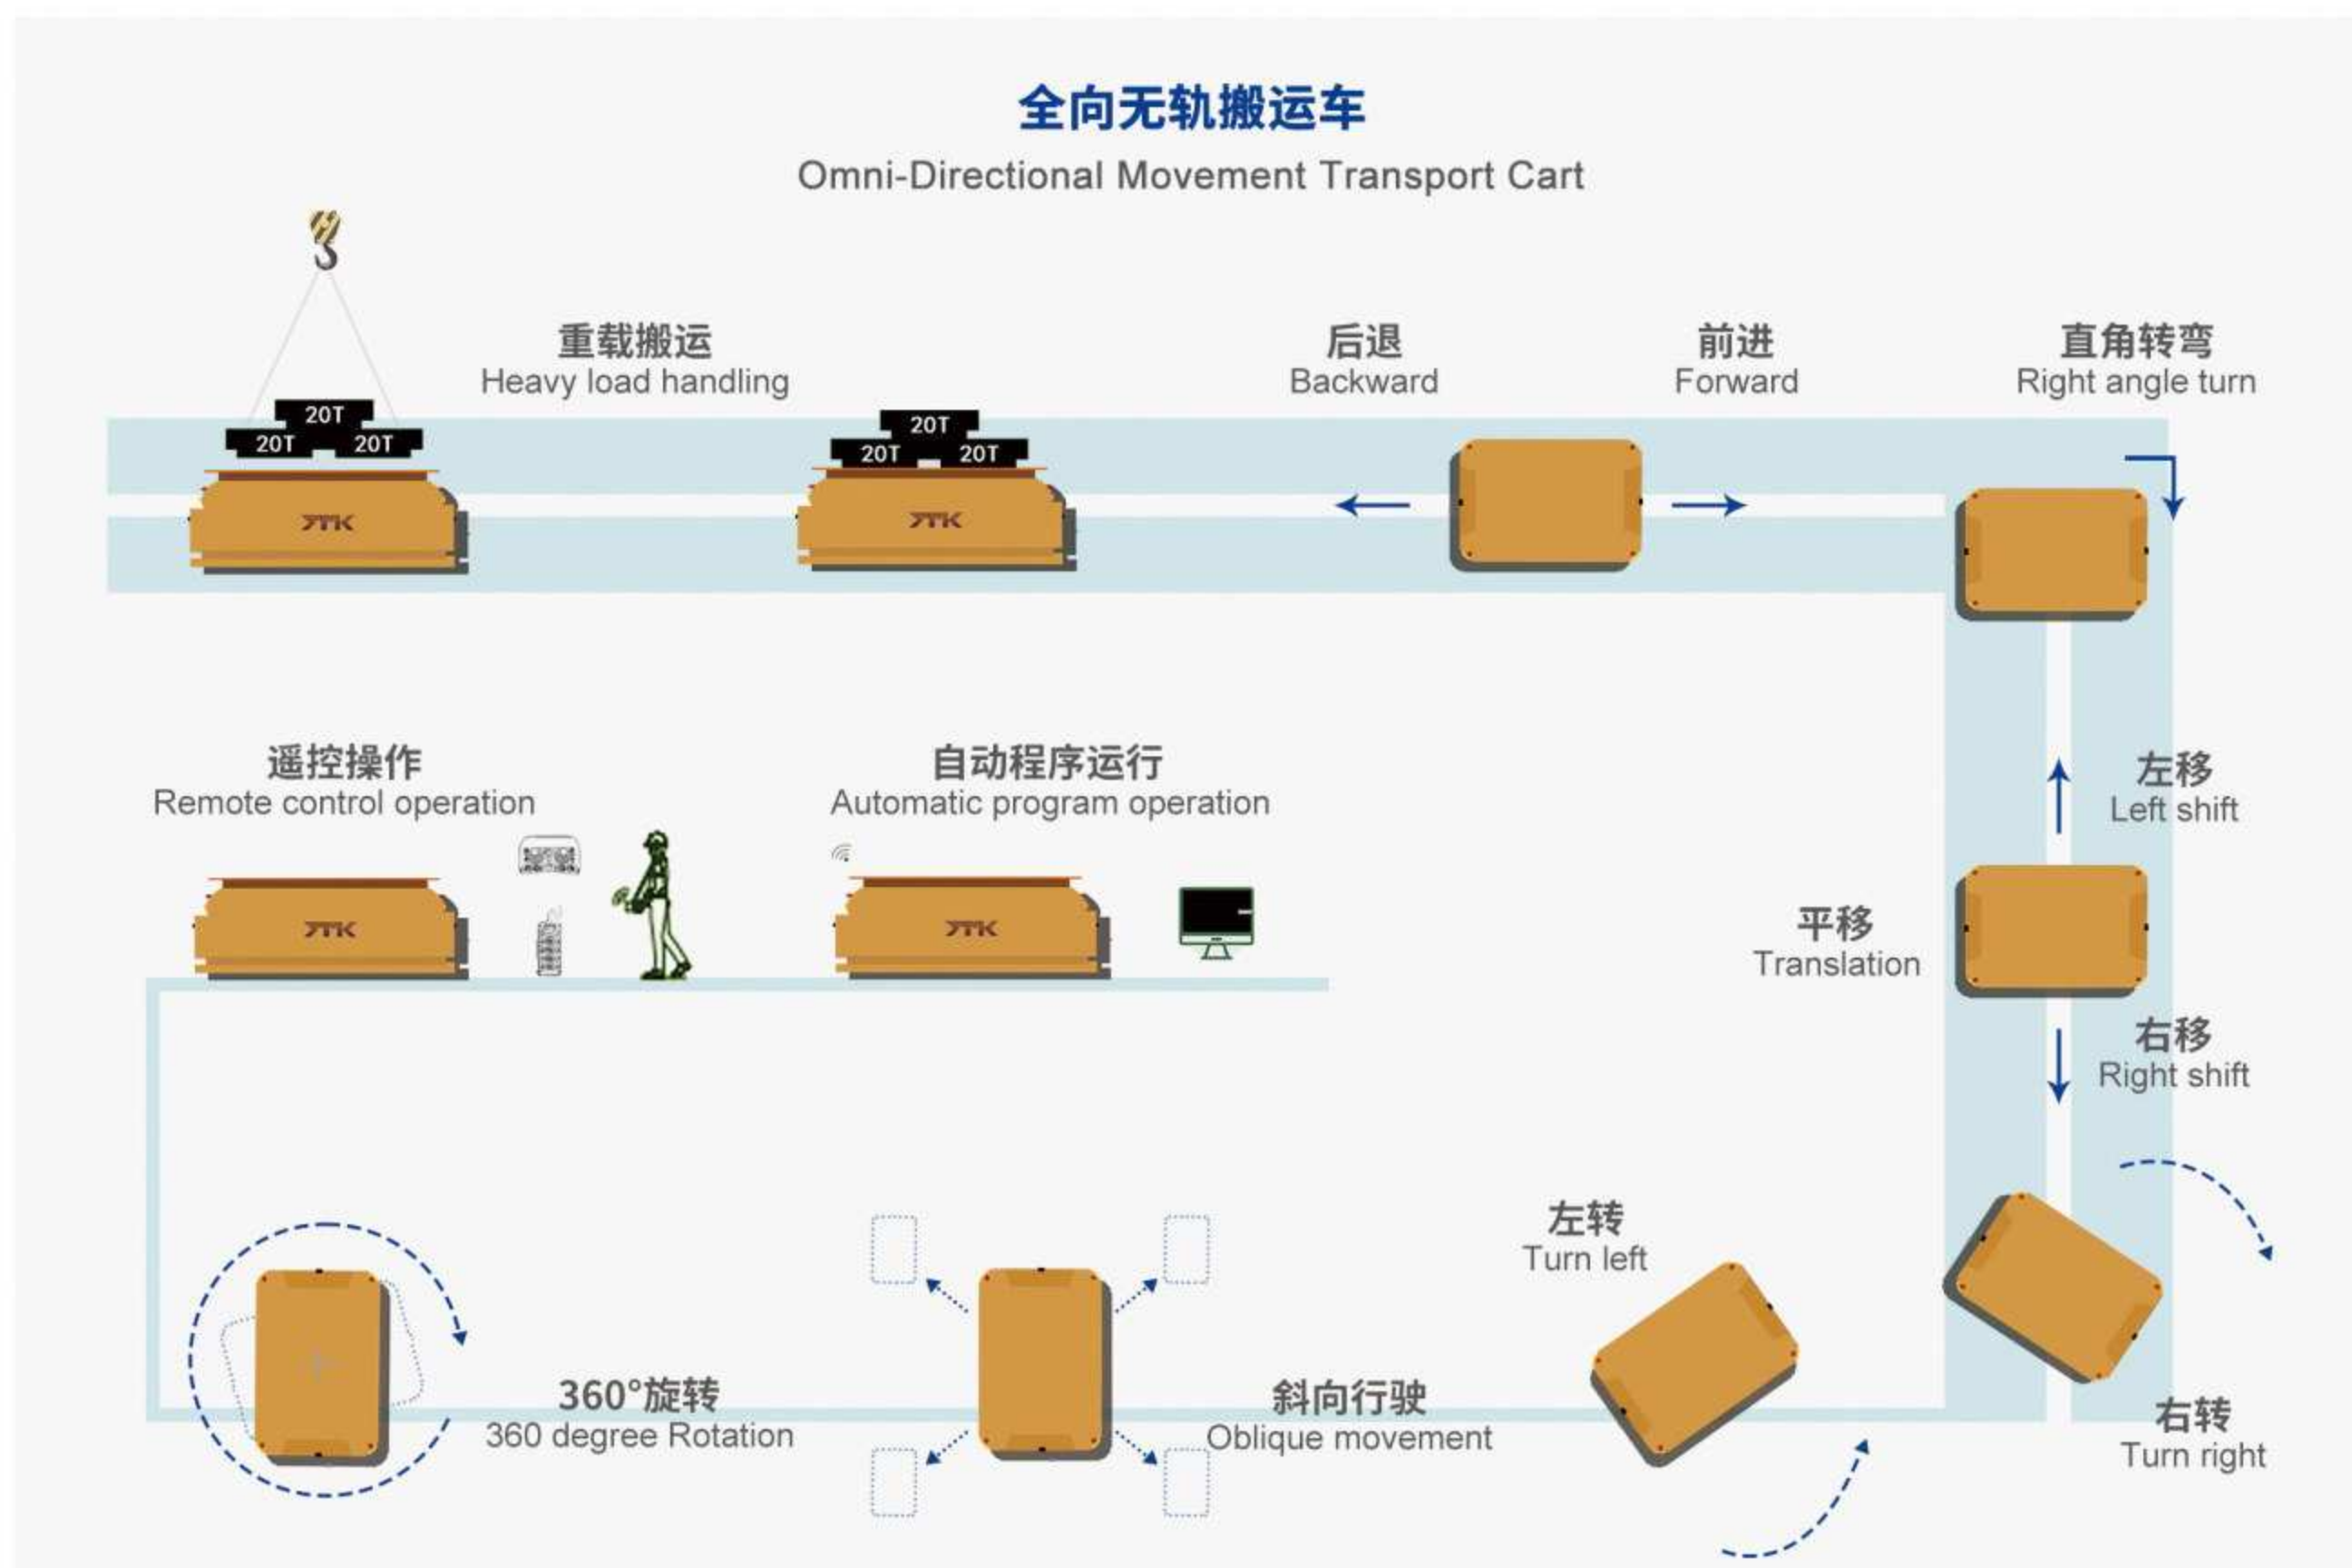 全向无轨搬运车
Omni-Directional Movement Transport Cart
重载搬运
Heavy load handling
后退
Backward
前进
Forward
直角转弯
Right angle turn
20T
20T 20T
20T
20T 20T
JTK
JTK
遥控操作
Remote control operation
自动程序运行
Automatic program operation
左移
Left shift
JTK
JTK
平移
Translation
右移
Right shift
左转
Turn left
360°旋转
360 degree Rotation
斜向行驶
Oblique movement
右转
Turn right